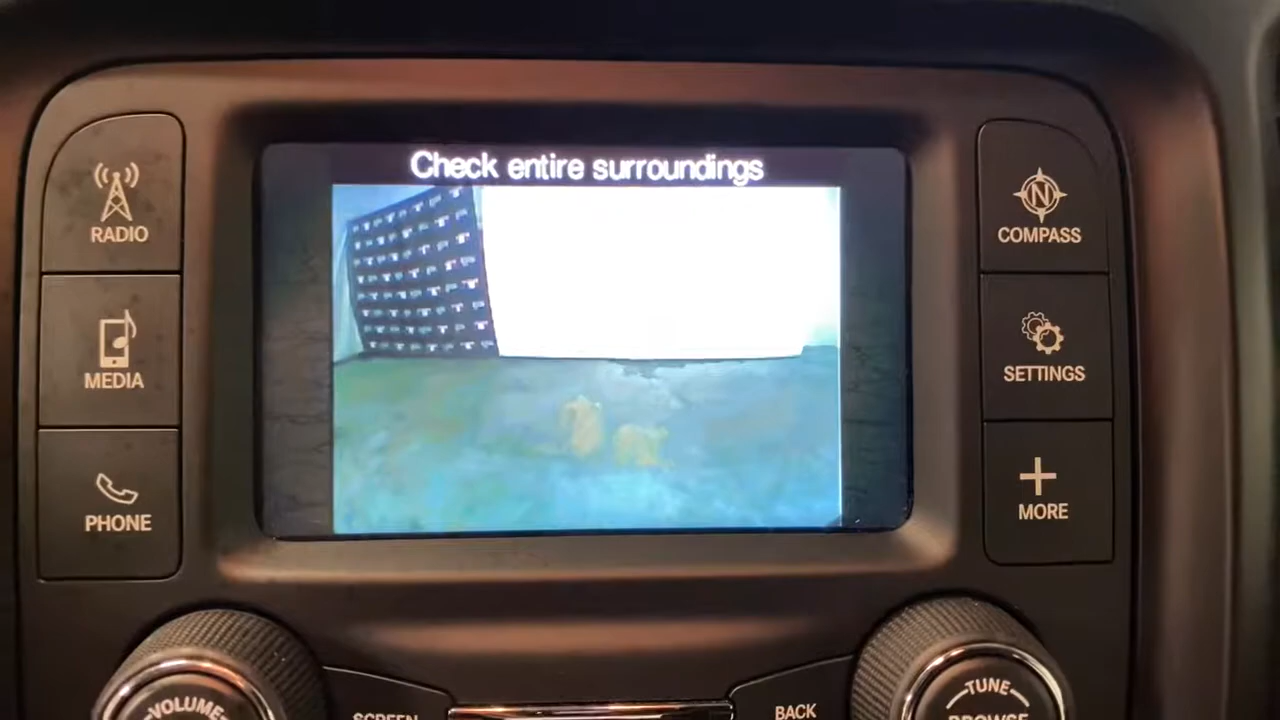 Check entire surroundings
RADIO
MEDIA
PHONE
N
COMPASS
SETTINGS
MORE
VOLUME
SCREEN
BACK
TUNE
BROWSE